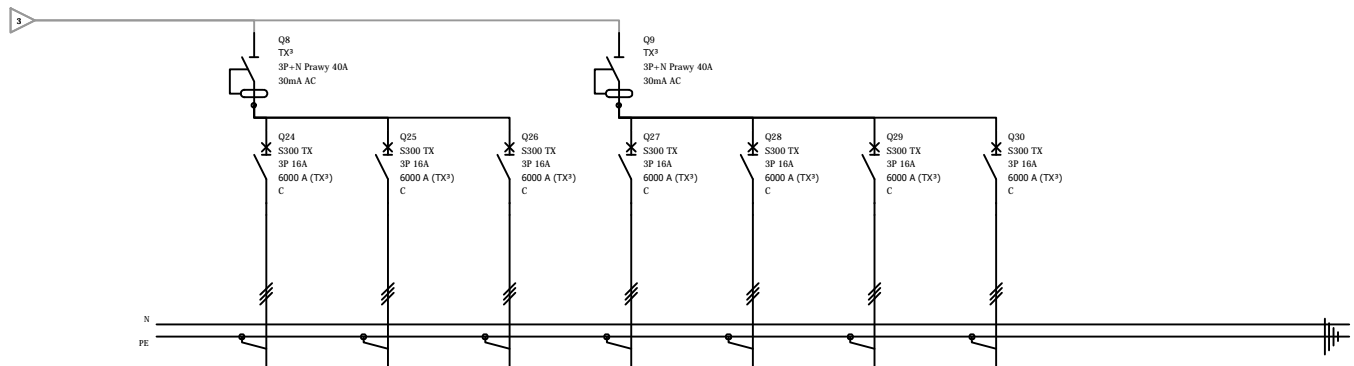 3
Q8
TX³
3P+N Prawy 40A
30mA AC
Q9
TX³
3P+N Prawy 40A
30mA AC
Q24
S300 TX
3P 16A
6000 A (TX³)
C
Q25
S300 TX
3P 16A
6000 A (TX³)
C
Q26
S300 TX
3P 16A
6000 A (TX³)
C
Q27
S300 TX
3P 16A
6000 A (TX³)
C
Q28
S300 TX
3P 16A
6000 A (TX³)
C
Q29
S300 TX
3P 16A
6000 A (TX³)
C
Q30
S300 TX
3P 16A
6000 A (TX³)
C
N
PE